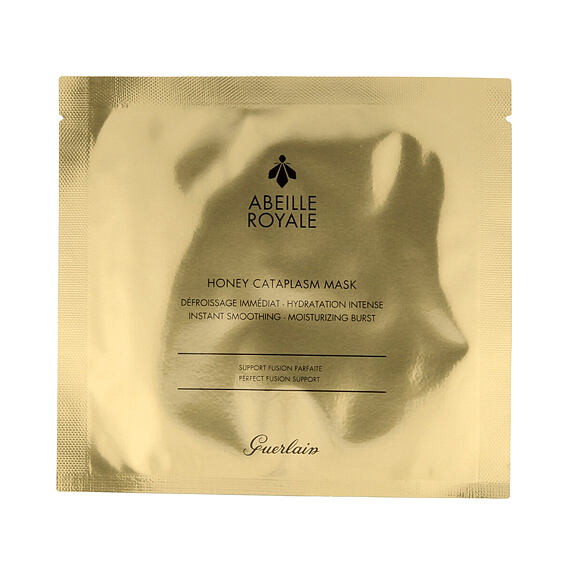 ABEILLE
ROYALE
HONEY CATAPLASM MASK
DÉFROISSAGE IMMÉDIAT · HYDRATATION INTENSE
INSTANT SMOOTHING · MOISTURIZING BURST
SUPPORT FUSION PARFAITE
PERFECT FUSION SUPPORT
Guerlain